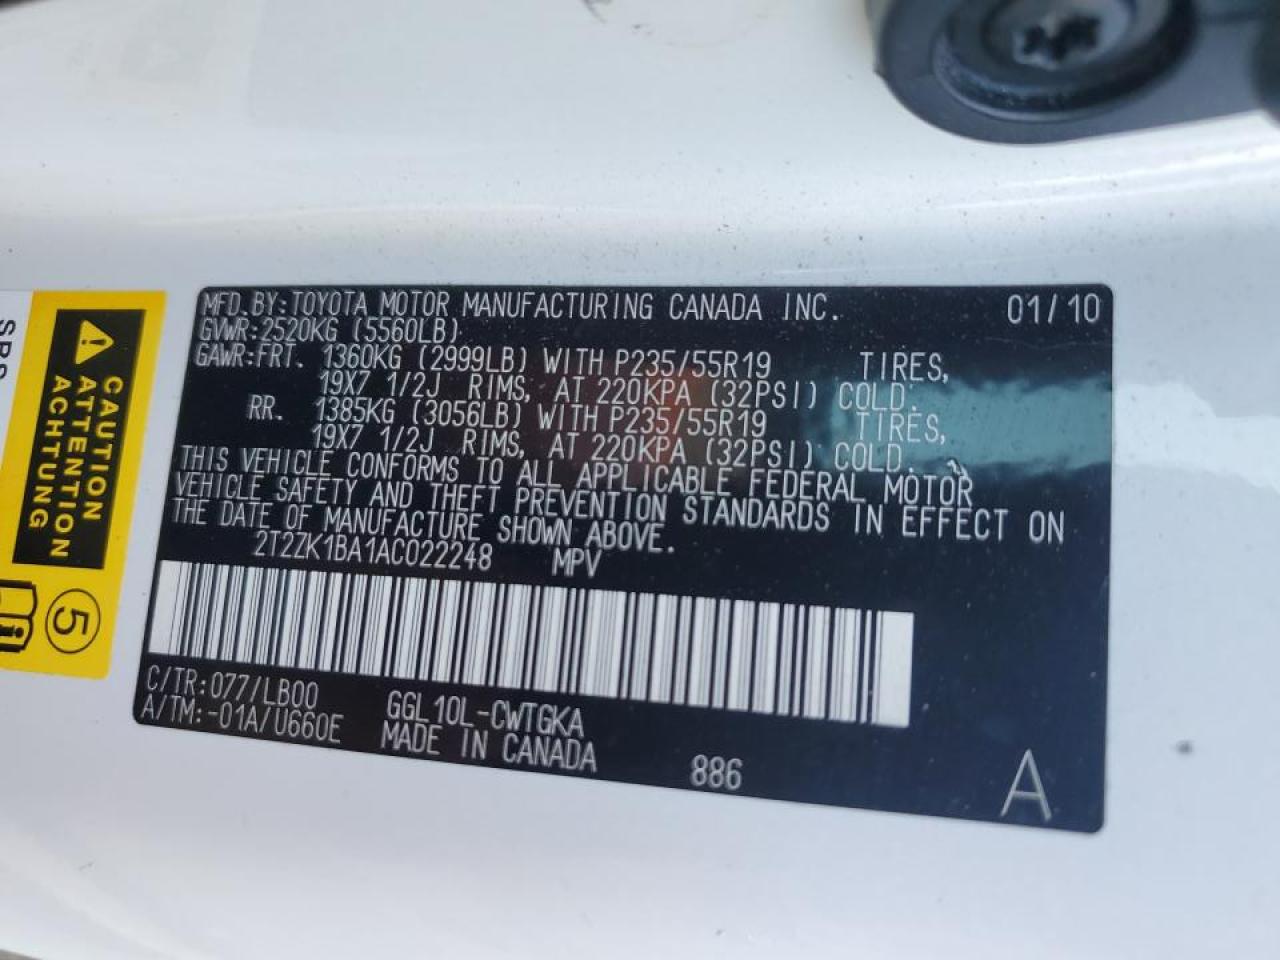 MFD.BY:TOYOTA MOTOR MANUFACTURING CANADA INC. 01/10
GVWR:2520KG (5560LB)
GAWR:FRT. 1360KG (2999LB) WITH P235/55R19 TIRES,
19X7 1/2J RIMS, AT 220KPA (32PSI) COLD.
RR. 1385KG (3056LB) WITH P235/55R19 TIRES,
19X7 1/2J RIMS, AT 220KPA (32PSI) COLD.
THIS VEHICLE CONFORMS TO ALL APPLICABLE FEDERAL MOTOR
VEHICLE SAFETY AND THEFT PREVENTION STANDARDS IN EFFECT ON
THE DATE OF MANUFACTURE SHOWN ABOVE.
2T2ZK1BA1AC022248 MPV
C/TR:077/LB00 GGL10L-CWTGKA
A/TM:-01A/U660E MADE IN CANADA
886
A
CAUTION
ATTENTION
ACHTUNG
5